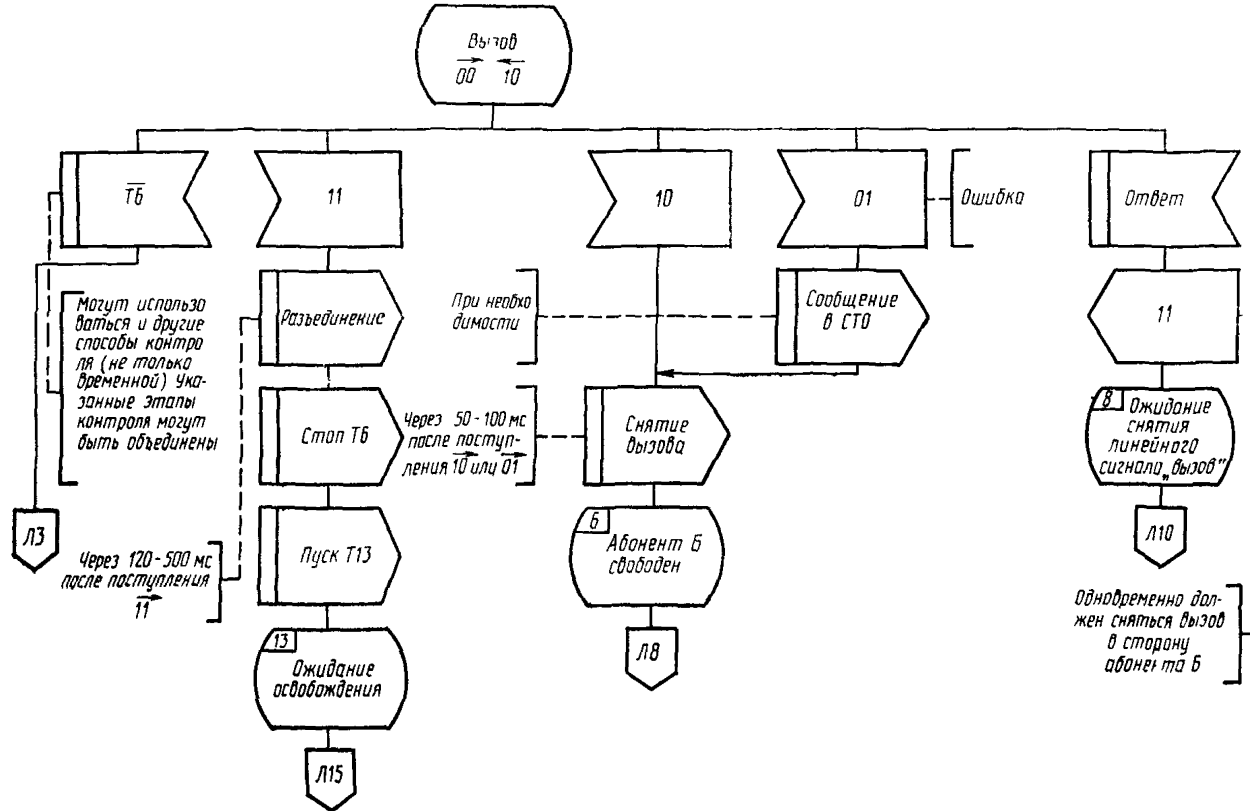 Вызов
00 10
Т6
11
10
01
Ошибка
Ответ
Могут использо
ваться и другие
способы контро
ля (не только
временной) Ука-
занные этапы
контроля могут
быть объединены
Разъединение
При необхо
димости
Сообщение
в СТО
11
Стоп Т6
Через 50-100 мс
после поступ-
ления 10 или 01
Снятие
вызова
8
Ожидание
снятия
линейного
сигнала „вызов"
Л3
Через 120-500 мс
после поступления
11
Пуск Т13
6
Абонент Б
свободен
Л10
13
Ожидание
освобождения
Л8
Одновременно дол-
жен сняться вызов
в сторону
абонента Б
Л15